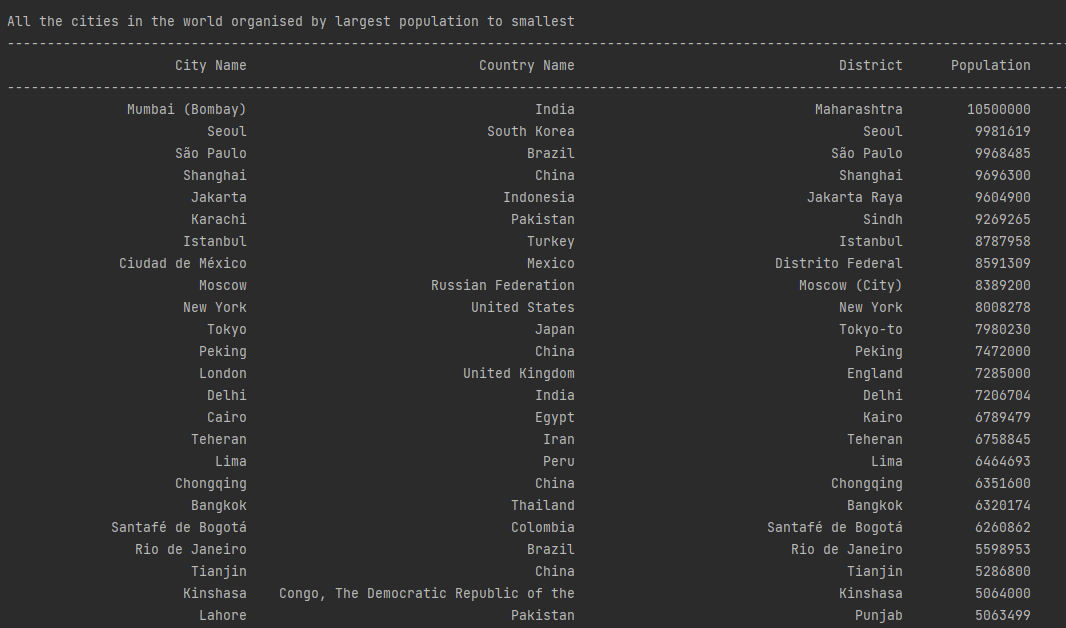 All the cities in the world organised by largest population to smallest
City Name Country Name District Population
Mumbai (Bombay) India Maharashtra 10500000
Seoul South Korea Seoul 9981619
São Paulo Brazil São Paulo 9968485
Shanghai China Shanghai 9696300
Jakarta Indonesia Jakarta Raya 9604900
Karachi Pakistan Sindh 9269265
Istanbul Turkey Istanbul 8787958
Ciudad de México Mexico Distrito Federal 8591309
Moscow Russian Federation Moscow (City) 8389200
New York United States New York 8008278
Tokyo Japan Tokyo-to 7980230
Peking China Peking 7472000
London United Kingdom England 7285000
Delhi India Delhi 7206704
Cairo Egypt Kairo 6789479
Teheran Iran Teheran 6758845
Lima Peru Lima 6464693
Chongqing China Chongqing 6351600
Bangkok Thailand Bangkok 6320174
Santafé de Bogotá Colombia Santafé de Bogotá 6260862
Rio de Janeiro Brazil Rio de Janeiro 5598953
Tianjin China Tianjin 5286800
Kinshasa Congo, The Democratic Republic of the Kinshasa 5064000
Lahore Pakistan Punjab 5063499